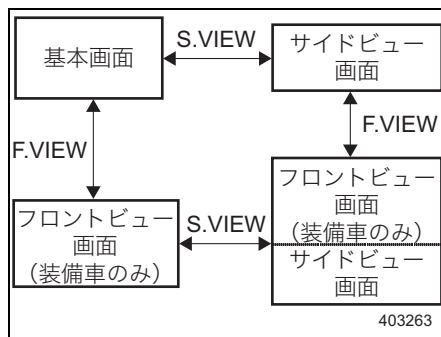 基本画面
S.VIEW
サイドビュー
画面
F.VIEW
F.VIEW
フロントビュー
画面
(装備車のみ)
S.VIEW
フロントビュー
画面
(装備車のみ)
サイドビュー
画面
403263